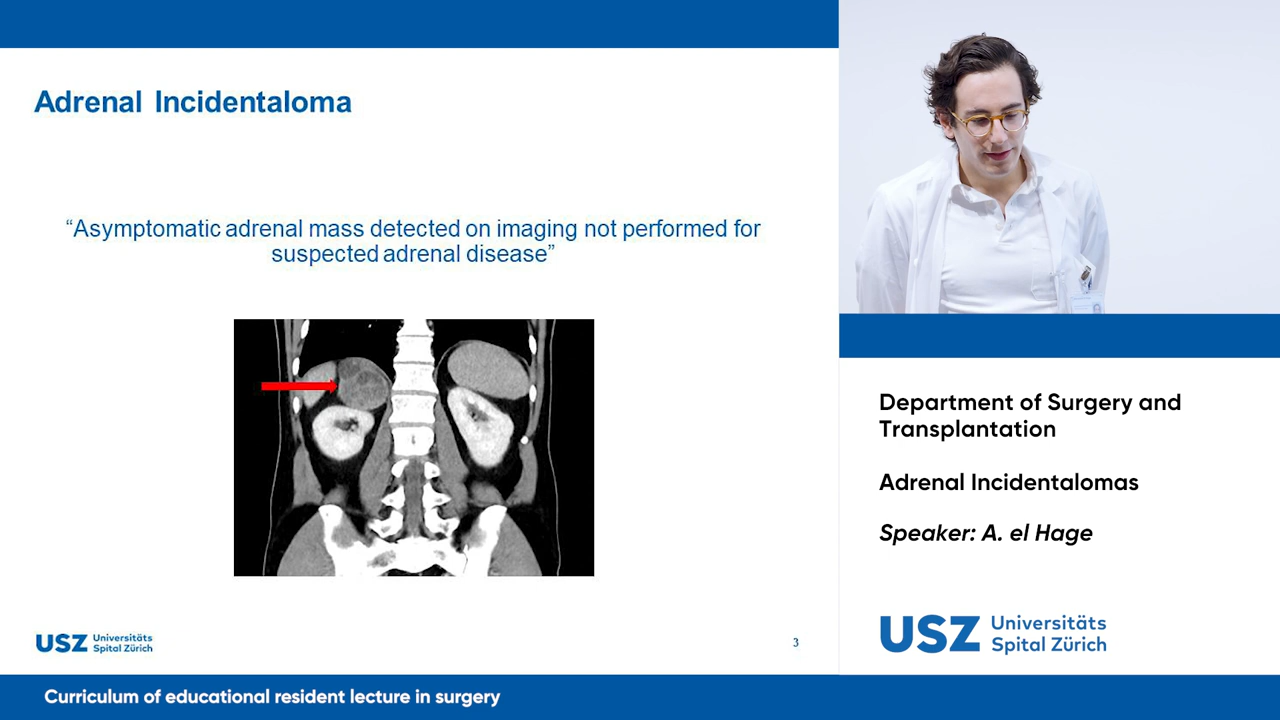 Adrenal Incidentaloma
“Asymptomatic adrenal mass detected on imaging not performed for
suspected adrenal disease”
USZ Universitäts
Spital Zürich
3
Department of Surgery and
Transplantation
Adrenal Incidentalomas
Speaker: A. el Hage
USZ Universitäts
Spital Zürich
Curriculum of educational resident lecture in surgery